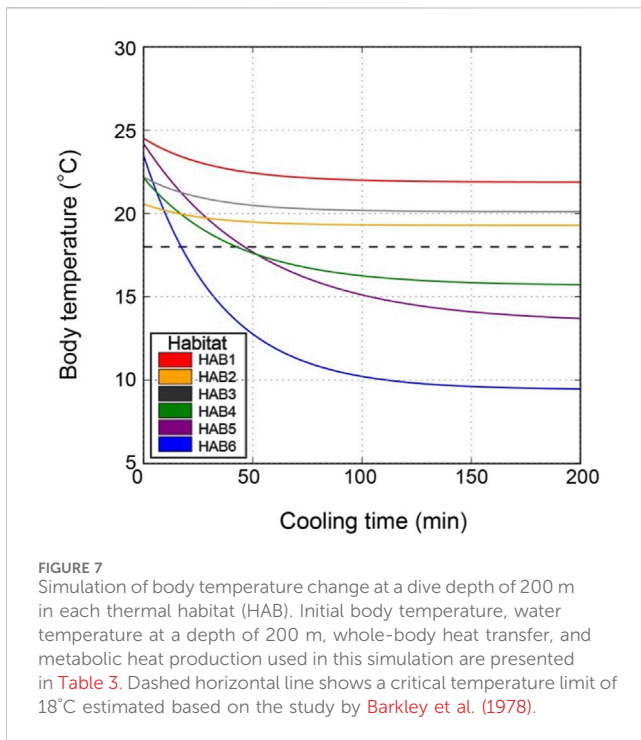 30
25
20
15
10
5
Body temperature (°C)
Habitat
HAB1
HAB2
HAB3
HAB4
HAB5
HAB6
0
50
100
150
200
Cooling time (min)
FIGURE 7
Simulation of body temperature change at a dive depth of 200 m
in each thermal habitat (HAB). Initial body temperature, water
temperature at a depth of 200 m, whole-body heat transfer, and
metabolic heat production used in this simulation are presented
in Table 3. Dashed horizontal line shows a critical temperature limit of
18°C estimated based on the study by Barkley et al. (1978).